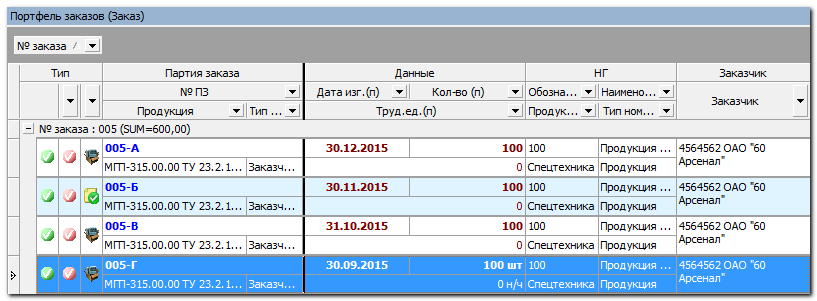 Портфель заказов (Заказ)
№ заказа
Тип Партия заказа Данные НГ Заказчик
№ ПЗ Дата изг.(п) Кол-во (п) Обозна... Наимено... Заказчик
Продукция Тип ... Труд.ед.(п) Продук... Тип ном...
№ заказа : 005 (SUM=600,00)
005-А 30.12.2015 100 100 Продукция ... 4564562 ОАО "60
МГП-315.00.00 ТУ 23.2.1... Заказч... 0 Спецтехника Продукция Арсенал"
005-Б 30.11.2015 100 100 Продукция ... 4564562 ОАО "60
МГП-315.00.00 ТУ 23.2.1... Заказч... 0 Спецтехника Продукция Арсенал"
005-В 31.10.2015 100 100 Продукция ... 4564562 ОАО "60
МГП-315.00.00 ТУ 23.2.1... Заказч... 0 Спецтехника Продукция Арсенал"
005-Г 30.09.2015 100 шт 100 Продукция ... 4564562 ОАО "60
МГП-315.00.00 ТУ 23.2.1... Заказч... 0 н/ч Спецтехника Продукция Арсенал"